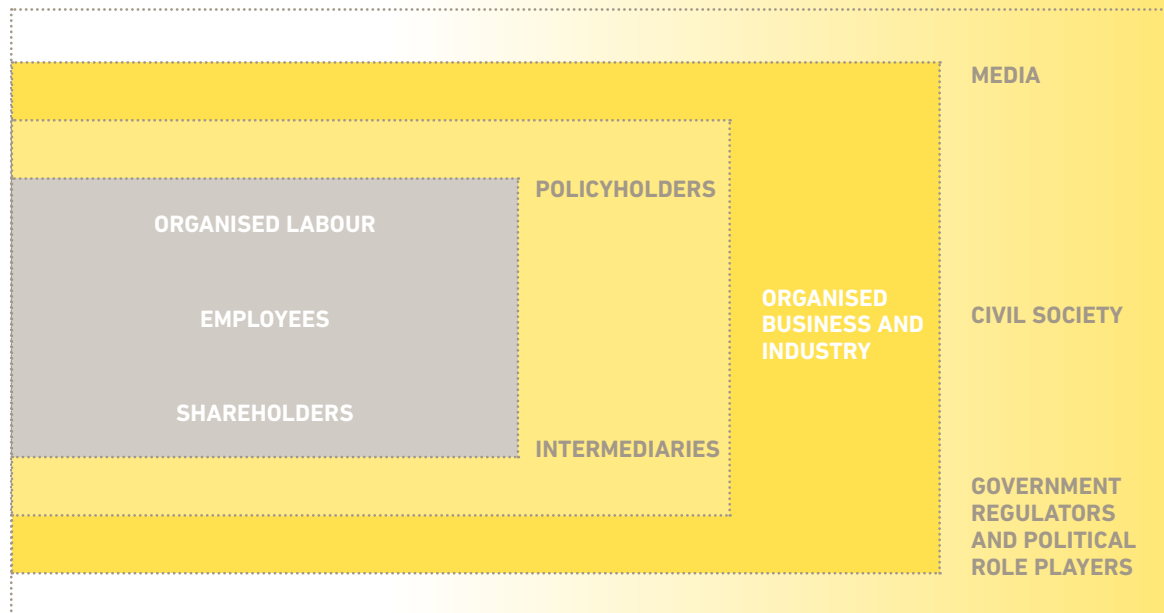 ORGANISED LABOUR
EMPLOYEES
SHAREHOLDERS
POLICYHOLDERS
INTERMEDIARIES
ORGANISED
BUSINESS AND
INDUSTRY
MEDIA
CIVIL SOCIETY
GOVERNMENT
REGULATORS
AND POLITICAL
ROLE PLAYERS